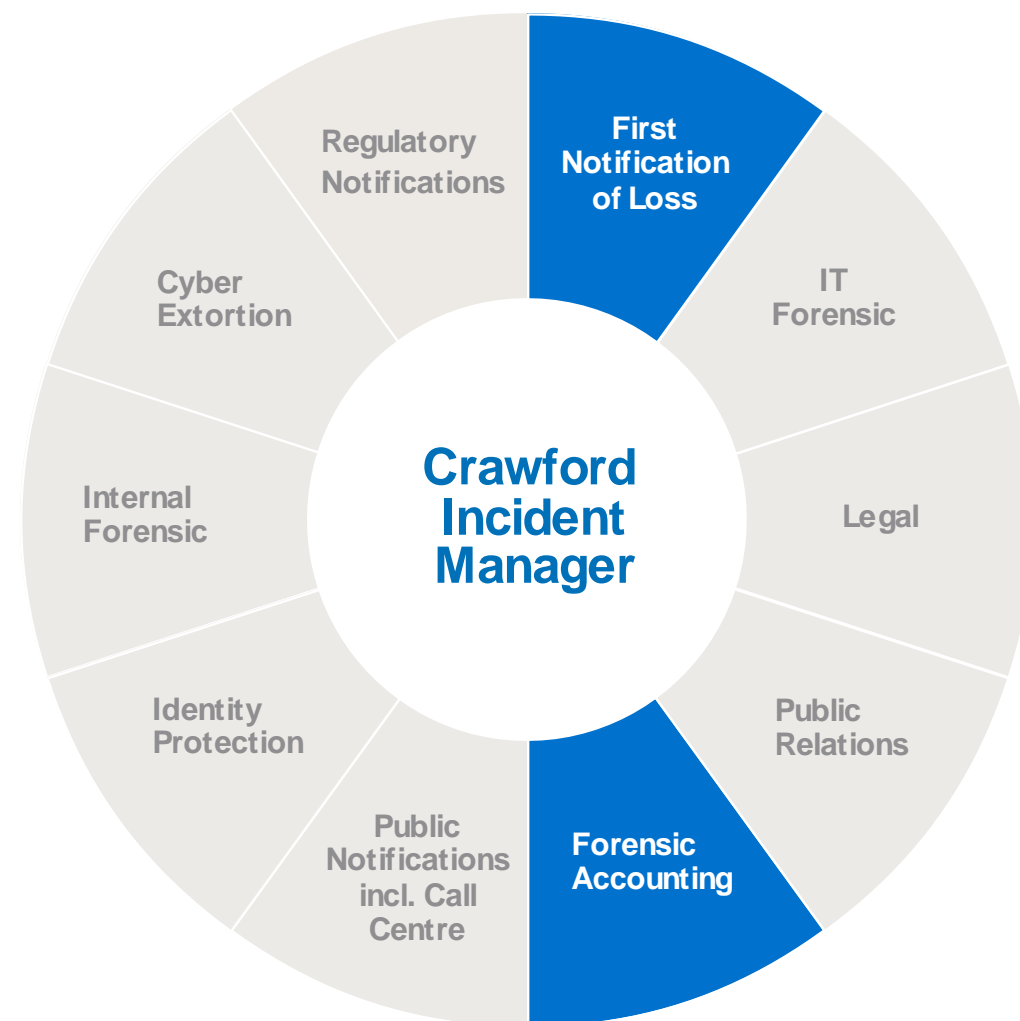 First
Notification
of Loss
IT
Forensic
Legal
Public
Relations
Forensic
Accounting
Public
Notifications
incl. Call
Centre
Identity
Protection
Internal
Forensic
Cyber
Extortion
Regulatory
Notifications
Crawford
Incident
Manager